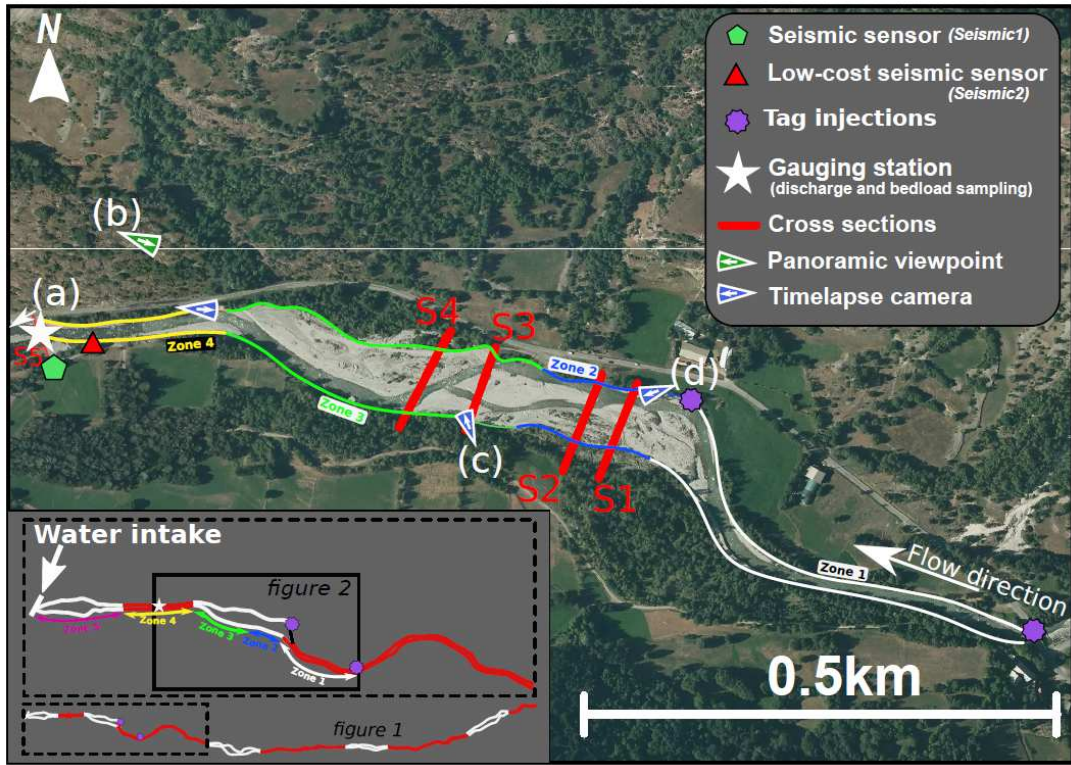 N
Seismic sensor (Seismic1)
Low-cost seismic sensor
(Seismic2)
Tag injections
Gauging station
(discharge and bedload sampling)
Cross sections
Panoramic viewpoint
Timelapse camera
(b)
(a)
S5
Zone 4
S4
S3
Zone 2
(d)
Zone 3
(c)
S2
S1
Zone 1
Flow direction
0.5km
Water intake
figure 2
Zone 4
Zone 3
Zone 2
Zone 1
figure 1